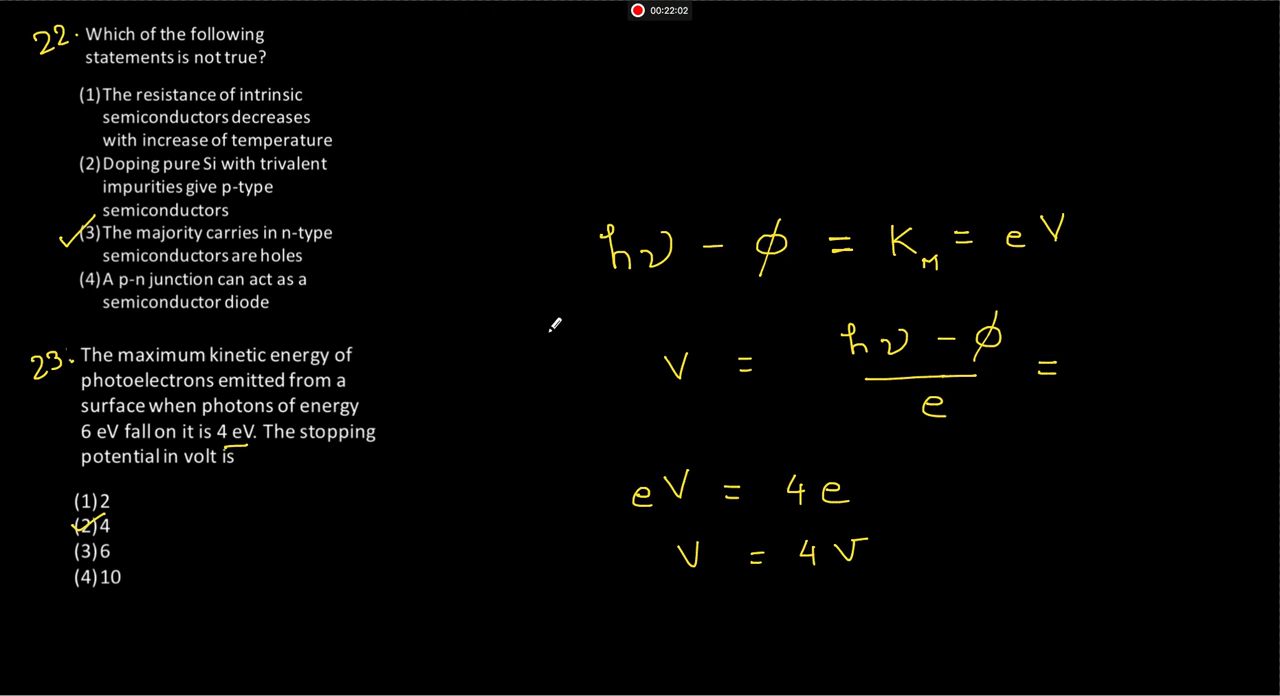 00:22:02
22. Which of the following
statements is not true?
(1) The resistance of intrinsic
semiconductors decreases
with increase of temperature
(2) Doping pure Si with trivalent
impurities give p-type
semiconductors
(3) The majority carries in n-type
semiconductors are holes
(4) A p-n junction can act as a
semiconductor diode
23. The maximum kinetic energy of
photoelectrons emitted from a
surface when photons of energy
6 eV fall on it is 4 eV. The stopping
potential in volt is
(1) 2
(2) 4
(3) 6
(4) 10
hν - ϕ = K_M = eV
V = (hν - ϕ)/e =
eV = 4e
V = 4V